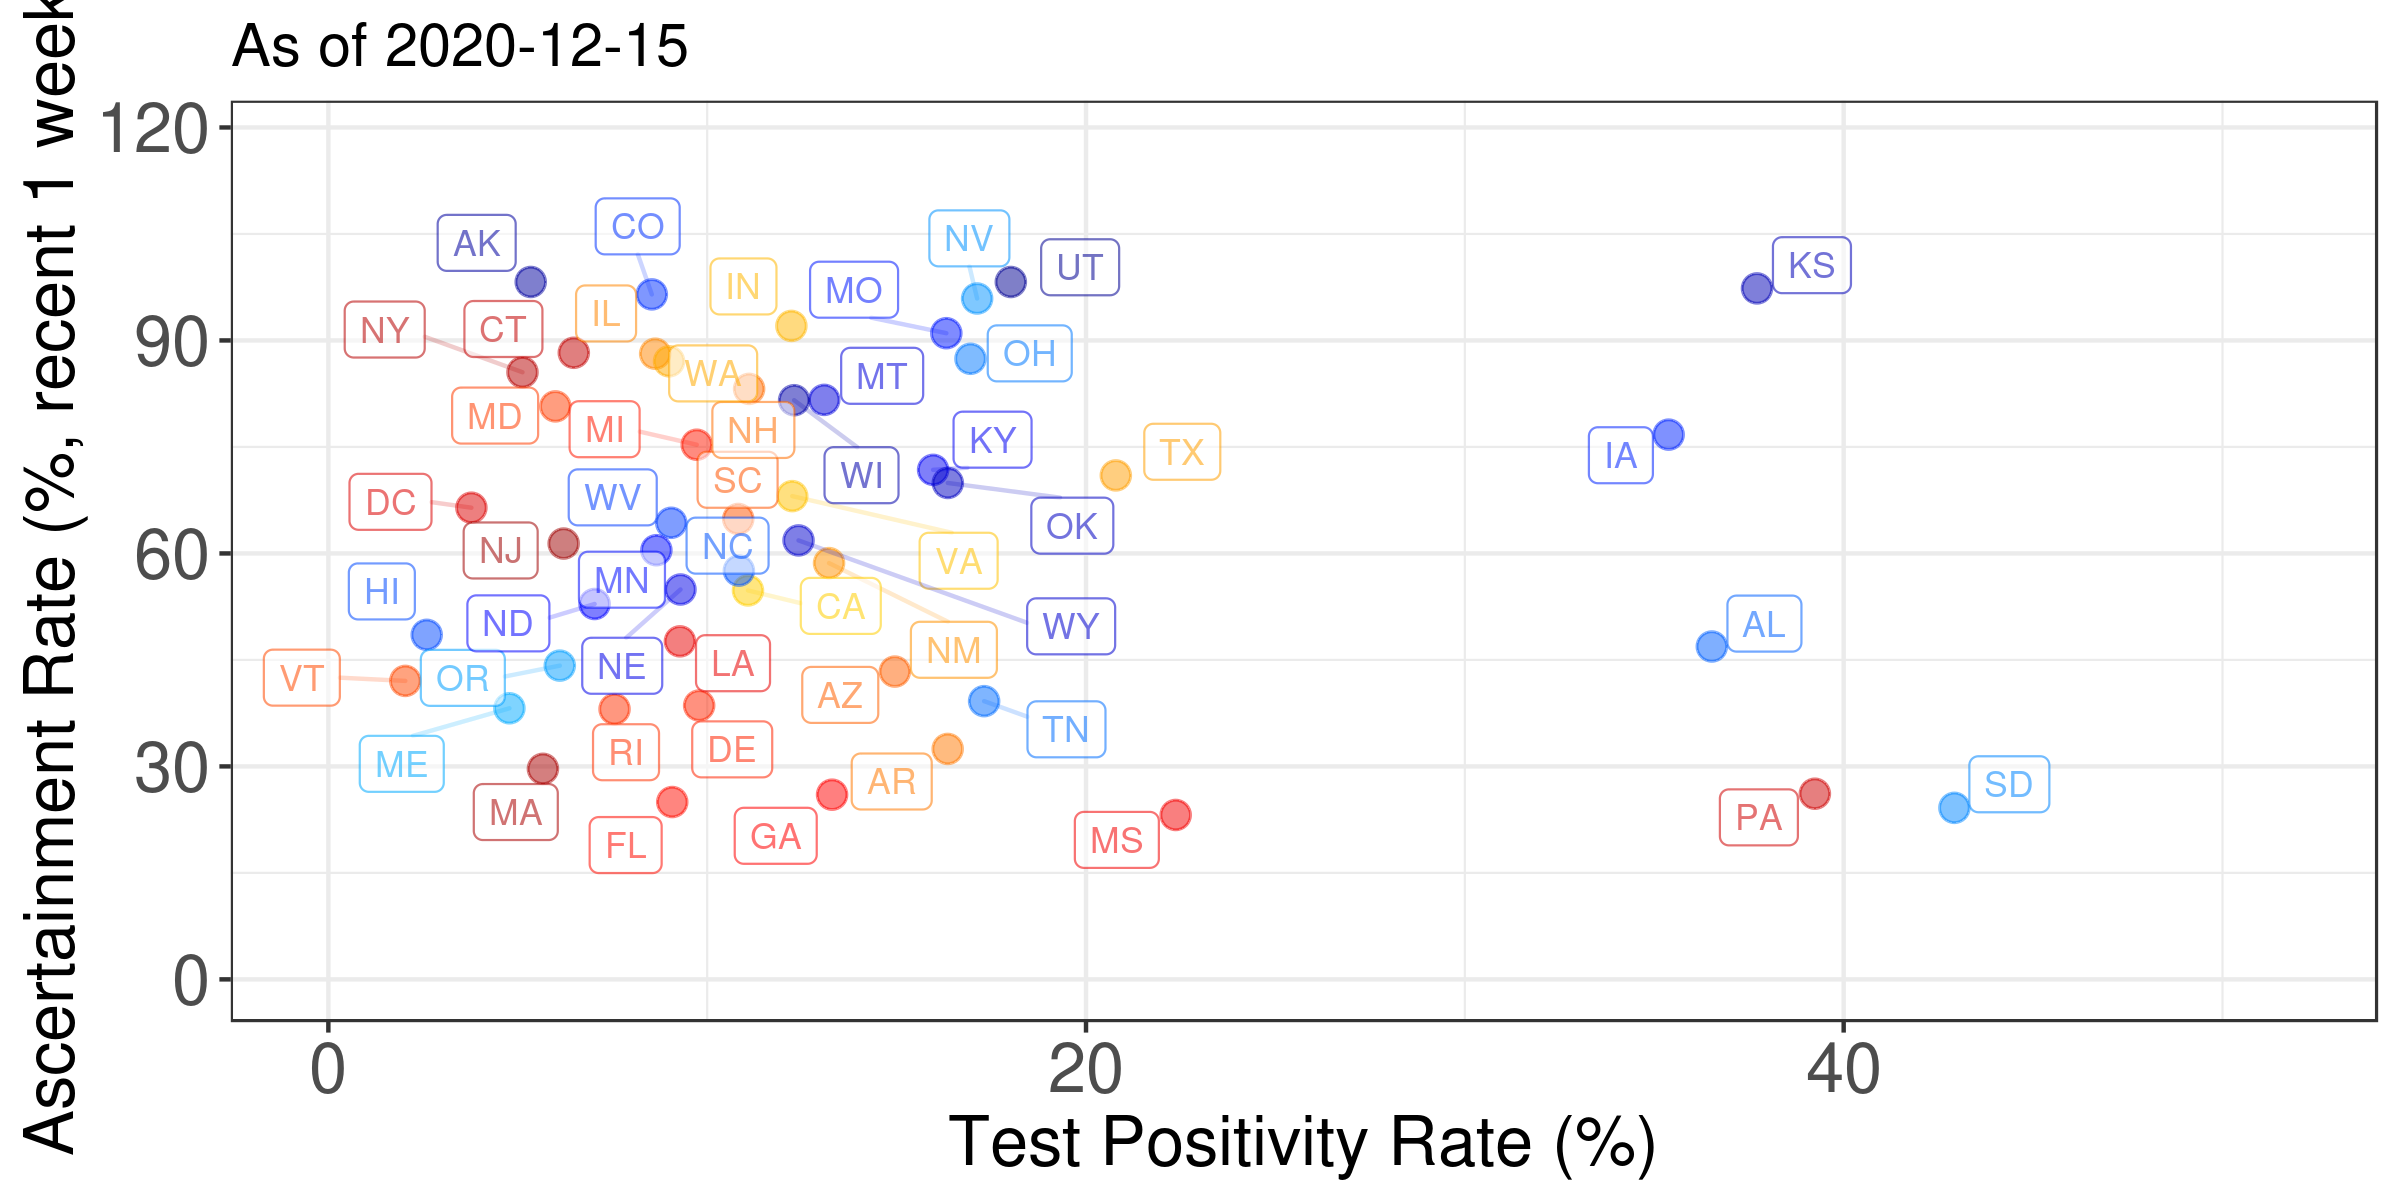 As of 2020-12-15
Ascertainment Rate (%, recent 1 week
120
90
60
30
0
AK
CO
NV
UT
KS
IN
MO
NY
CT
IL
OH
WA
MT
MD
MI
NH
KY
TX
IA
SC
WI
DC
WV
OK
NJ
NC
VA
HI
MN
CA
ND
WY
AL
NE
LA
NM
VT
OR
AZ
TN
ME
RI
DE
AR
SD
MA
FL
GA
MS
PA
0
20
40
Test Positivity Rate (%)